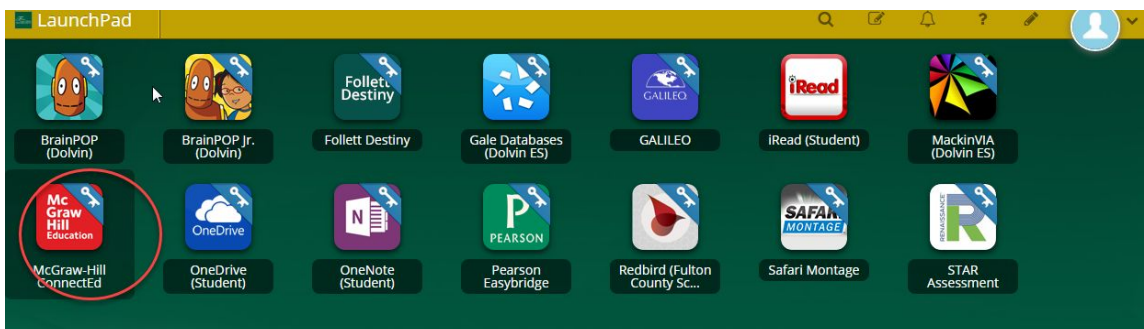 LaunchPad
?
Follett
Destiny
GALILEO
iRead
BrainPOP
(Dolvin)
BrainPOP Jr.
(Dolvin)
Follett Destiny
Gale Databases
(Dolvin ES)
GALILEO
iRead (Student)
MackinVIA
(Dolvin ES)
Mc
Graw
Hill
Education
OneDrive
N
P
PEARSON
SAFARI
MONTAGE
RENAISSANCE
R
McGraw-Hill
ConnectEd
OneDrive
(Student)
OneNote
(Student)
Pearson
Easybridge
Redbird (Fulton
County Sc...
Safari Montage
STAR
Assessment